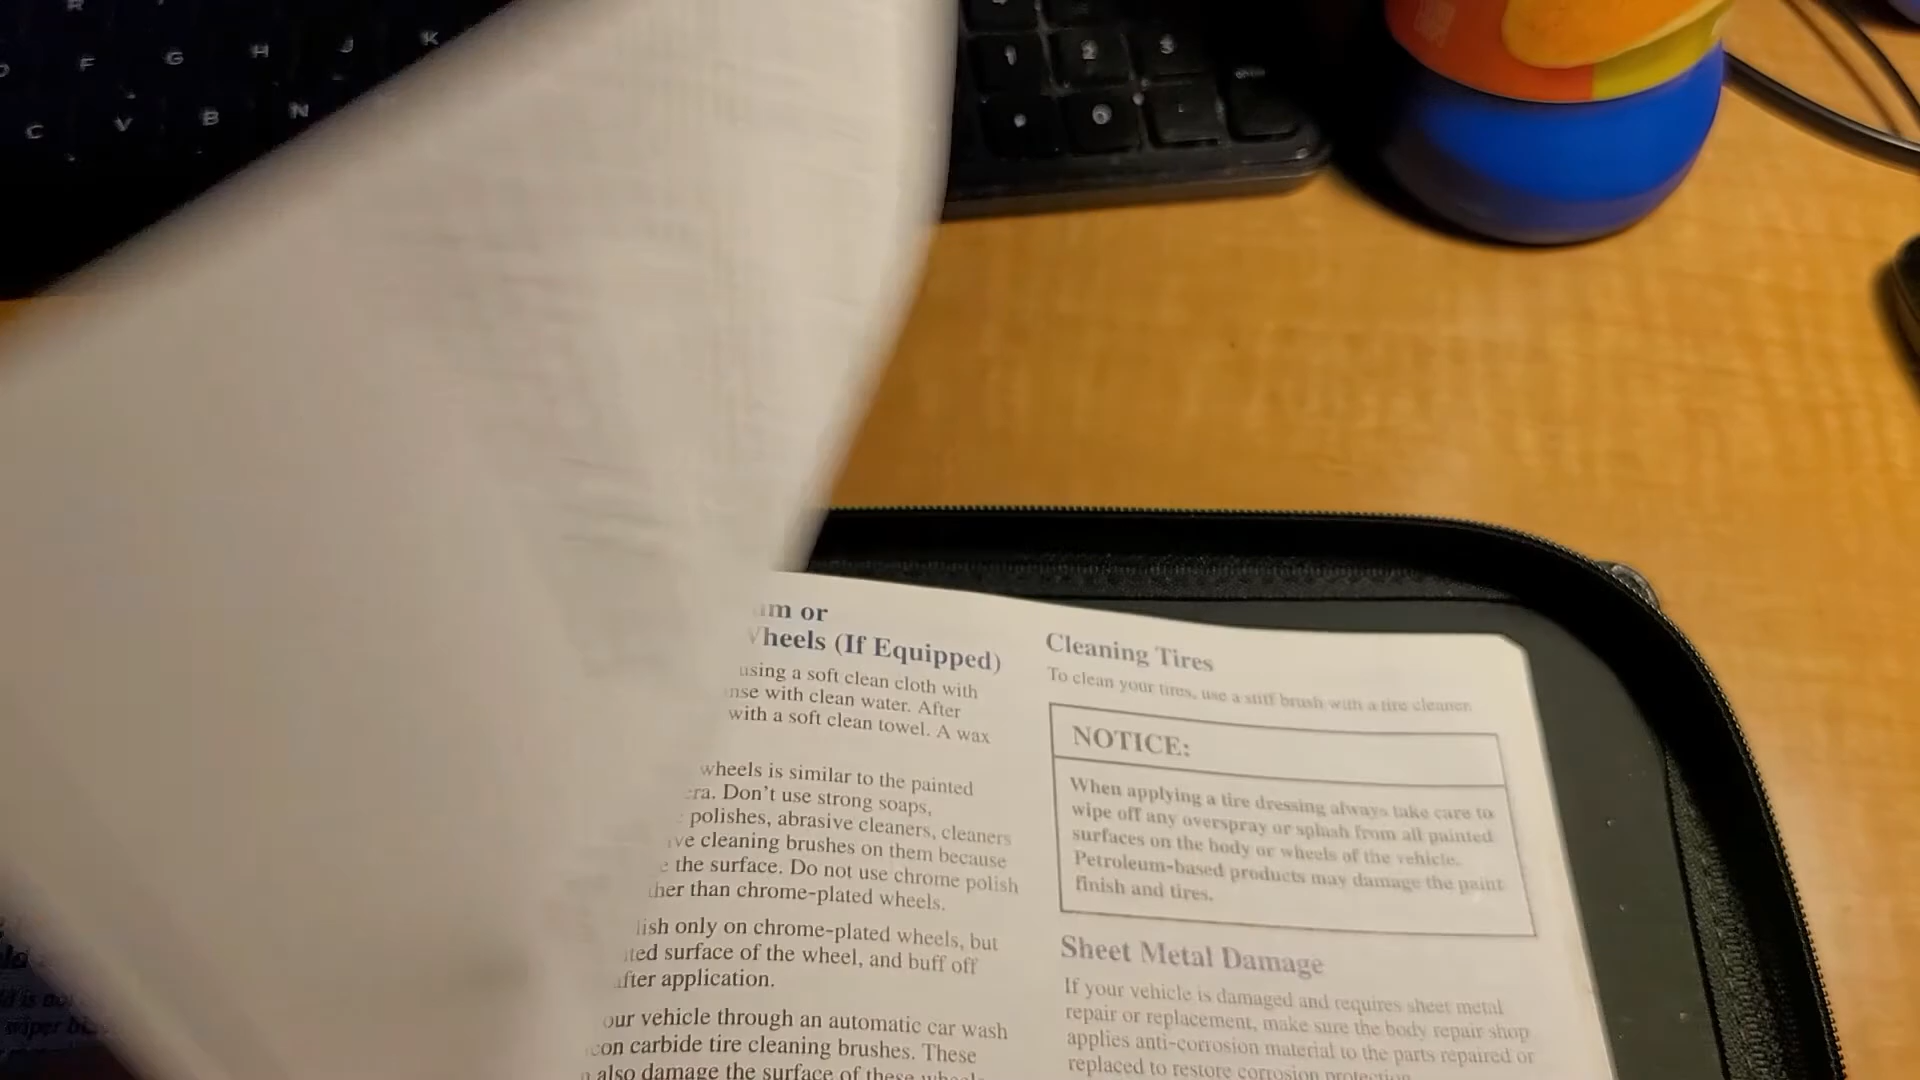 R
F G H J K
C V B N
1 2 3
0
enter
or
(If Equipped)
using a soft clean cloth with
with clean water. After
with a soft clean towel. A wax
wheels is similar to the painted
Don't use strong soaps,
polishes, abrasive cleaners, cleaners
cleaning brushes on them because
the surface. Do not use chrome polish
than chrome-plated wheels.
only on chrome-plated wheels, but
surface of the wheel, and buff off
after application.
our vehicle through an automatic car wash
carbide tire cleaning brushes. These
also damage the surface of these wheels
Cleaning Tires
To clean your tires, use a stiff brush with a tire cleaner.
NOTICE:
When applying a tire dressing always take care to
wipe off any overspray or splash from all painted
surfaces on the body or wheels of the vehicle.
Petroleum-based products may damage the paint
finish and tires.
Sheet Metal Damage
If your vehicle is damaged and requires sheet metal
repair or replacement, make sure the body repair shop
applies anti-corrosion material to the parts repaired or
replaced to restore corrosion protection.